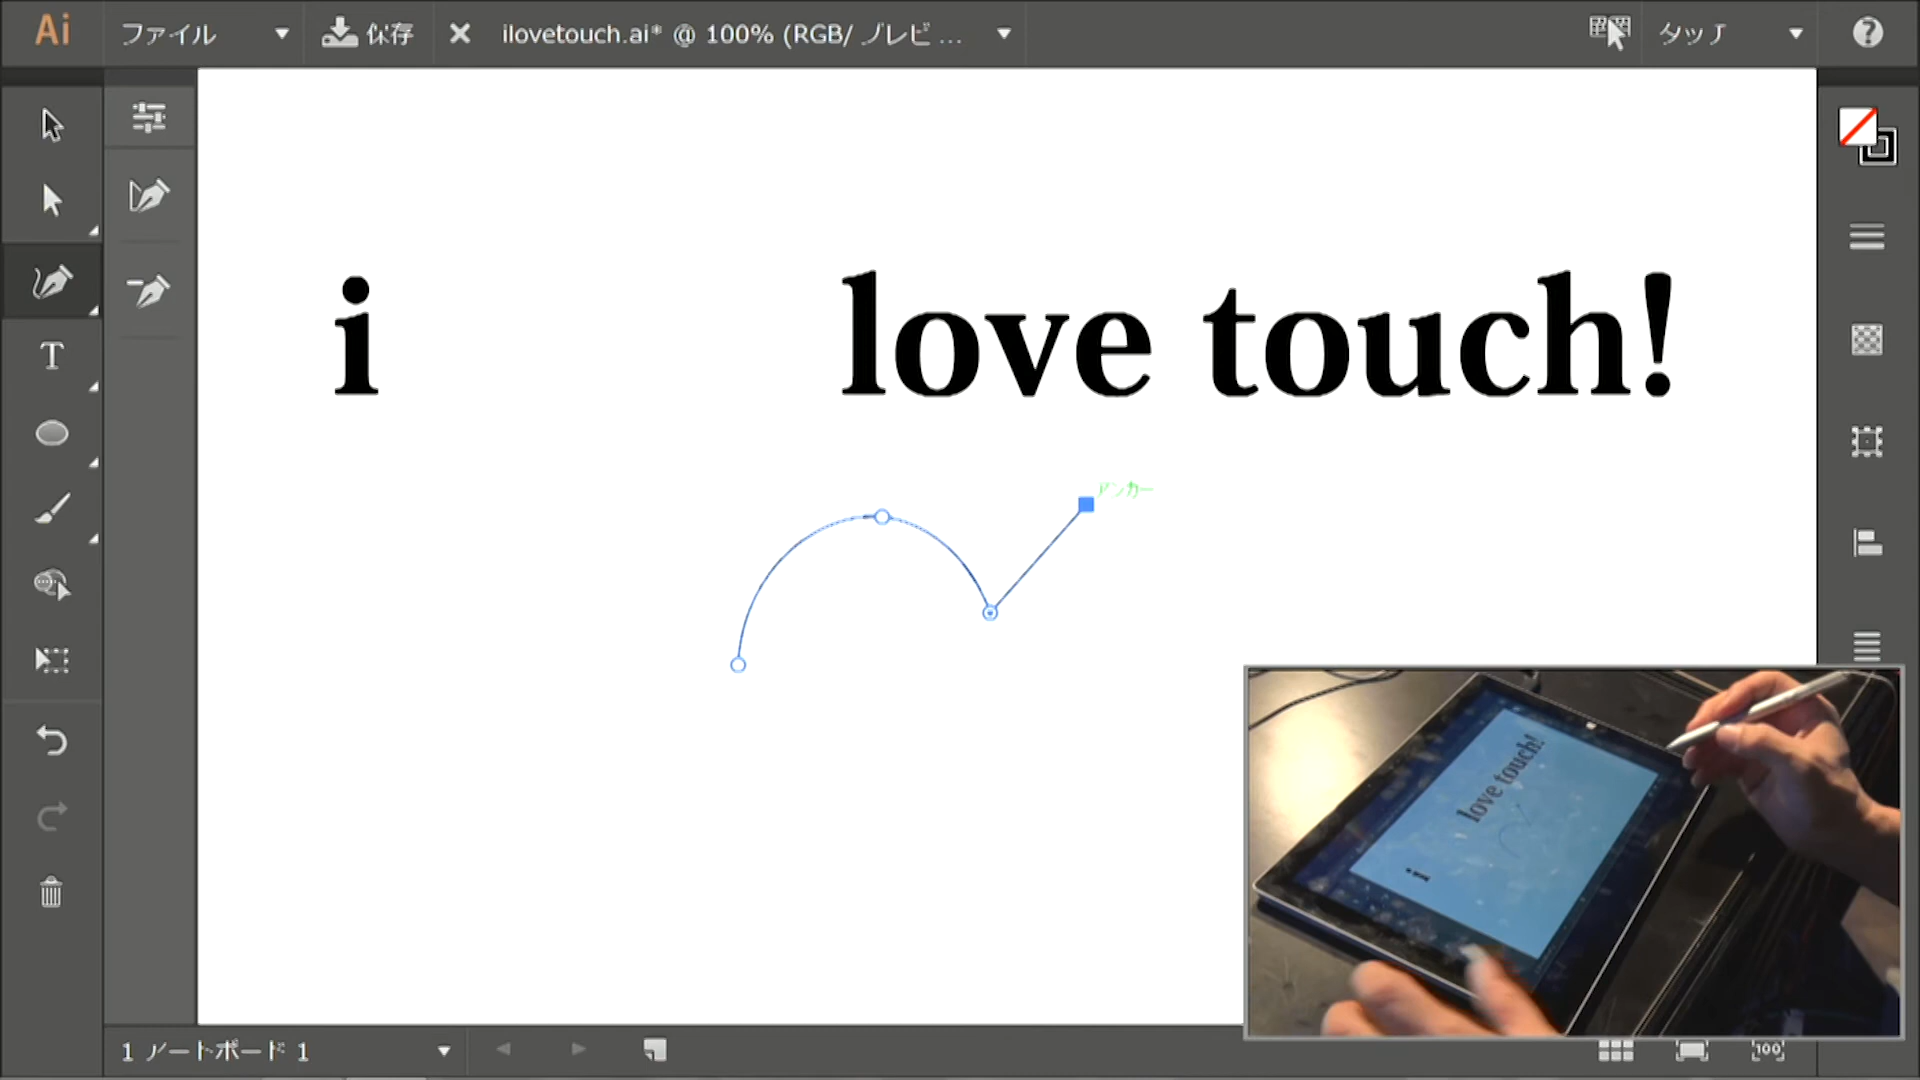 Ai ファイル 保存 ilovetouch.ai* @ 100% (RGB/ プレビ ... タッチ ?
T
i love touch!
アンカー
i love touch!
1 アートボード 1
100